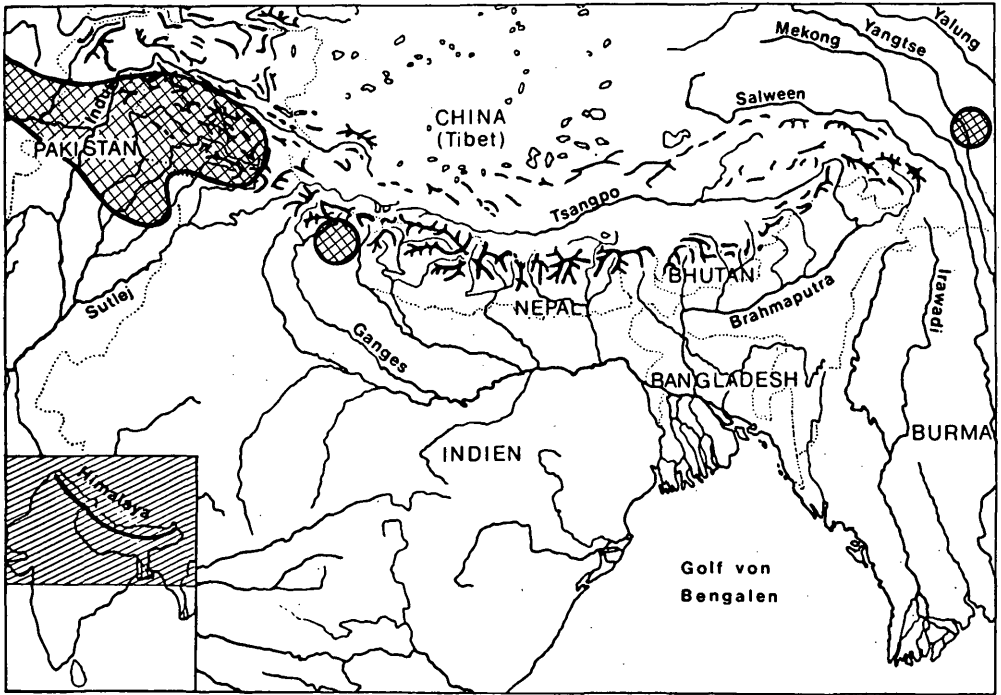 Yalung
Yangtse
Mekong
Salween
CHINA
(Tibet)
Indus
PAKISTAN
Tsangpo
Sutlej
NEPAL
BHUTAN
Brahmaputra
Irawadi
Ganges
BANGLADESH
INDIEN
BURMA
Himalaya
Golf von
Bengalen